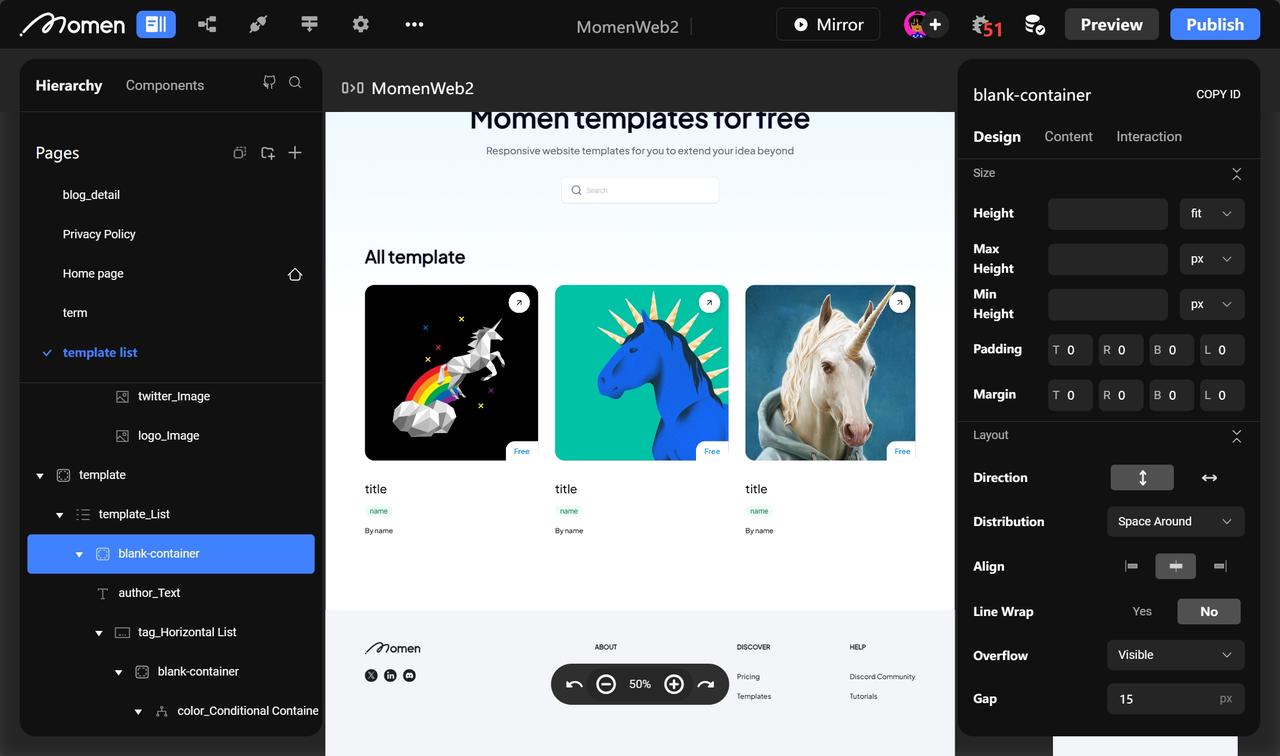 Momen
MomenWeb2
Mirror
51
Preview
Publish
Hierarchy
Components
Pages
blog_detail
Privacy Policy
Home page
term
template list
twitter_Image
logo_Image
template
template_List
blank-container
author_Text
tag_Horizontal List
blank-container
color_Conditional Containe
MomenWeb2
Momen templates for free
Responsive website templates for you to extend your idea beyond
Search
All template
Free
Free
Free
title
title
title
name
name
name
By name
By name
By name
Momen
ABOUT
DISCOVER
HELP
Pricing
Discord Community
Templates
Tutorials
50%
blank-container
COPY ID
Design
Content
Interaction
Size
Height
fit
Max
Height
px
Min
Height
px
Padding
T 0
R 0
B 0
L 0
Margin
T 0
R 0
B 0
L 0
Layout
Direction
Distribution
Space Around
Align
Line Wrap
Yes
No
Overflow
Visible
Gap
15
px